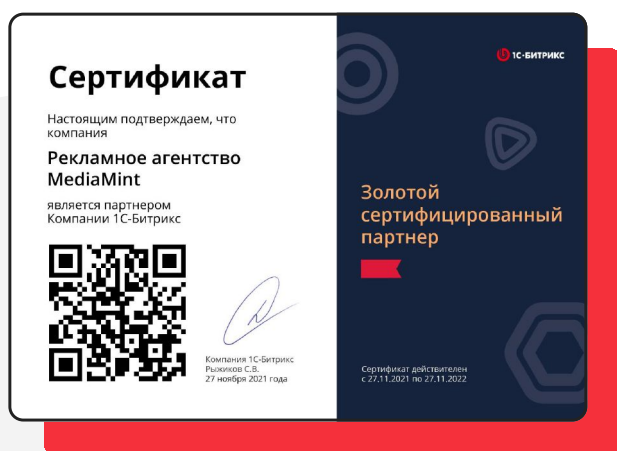 Сертификат
Настоящим подтверждаем, что
компания
Рекламное агентство
MediaMint
является партнером
Компании 1С-Битрикс
Компания 1С-Битрикс
Рыжиков С.В.
27 ноября 2021 года
1С-БИТРИКС
Золотой
сертифицированный
партнер
Сертификат действителен
с 27.11.2021 по 27.11.2022